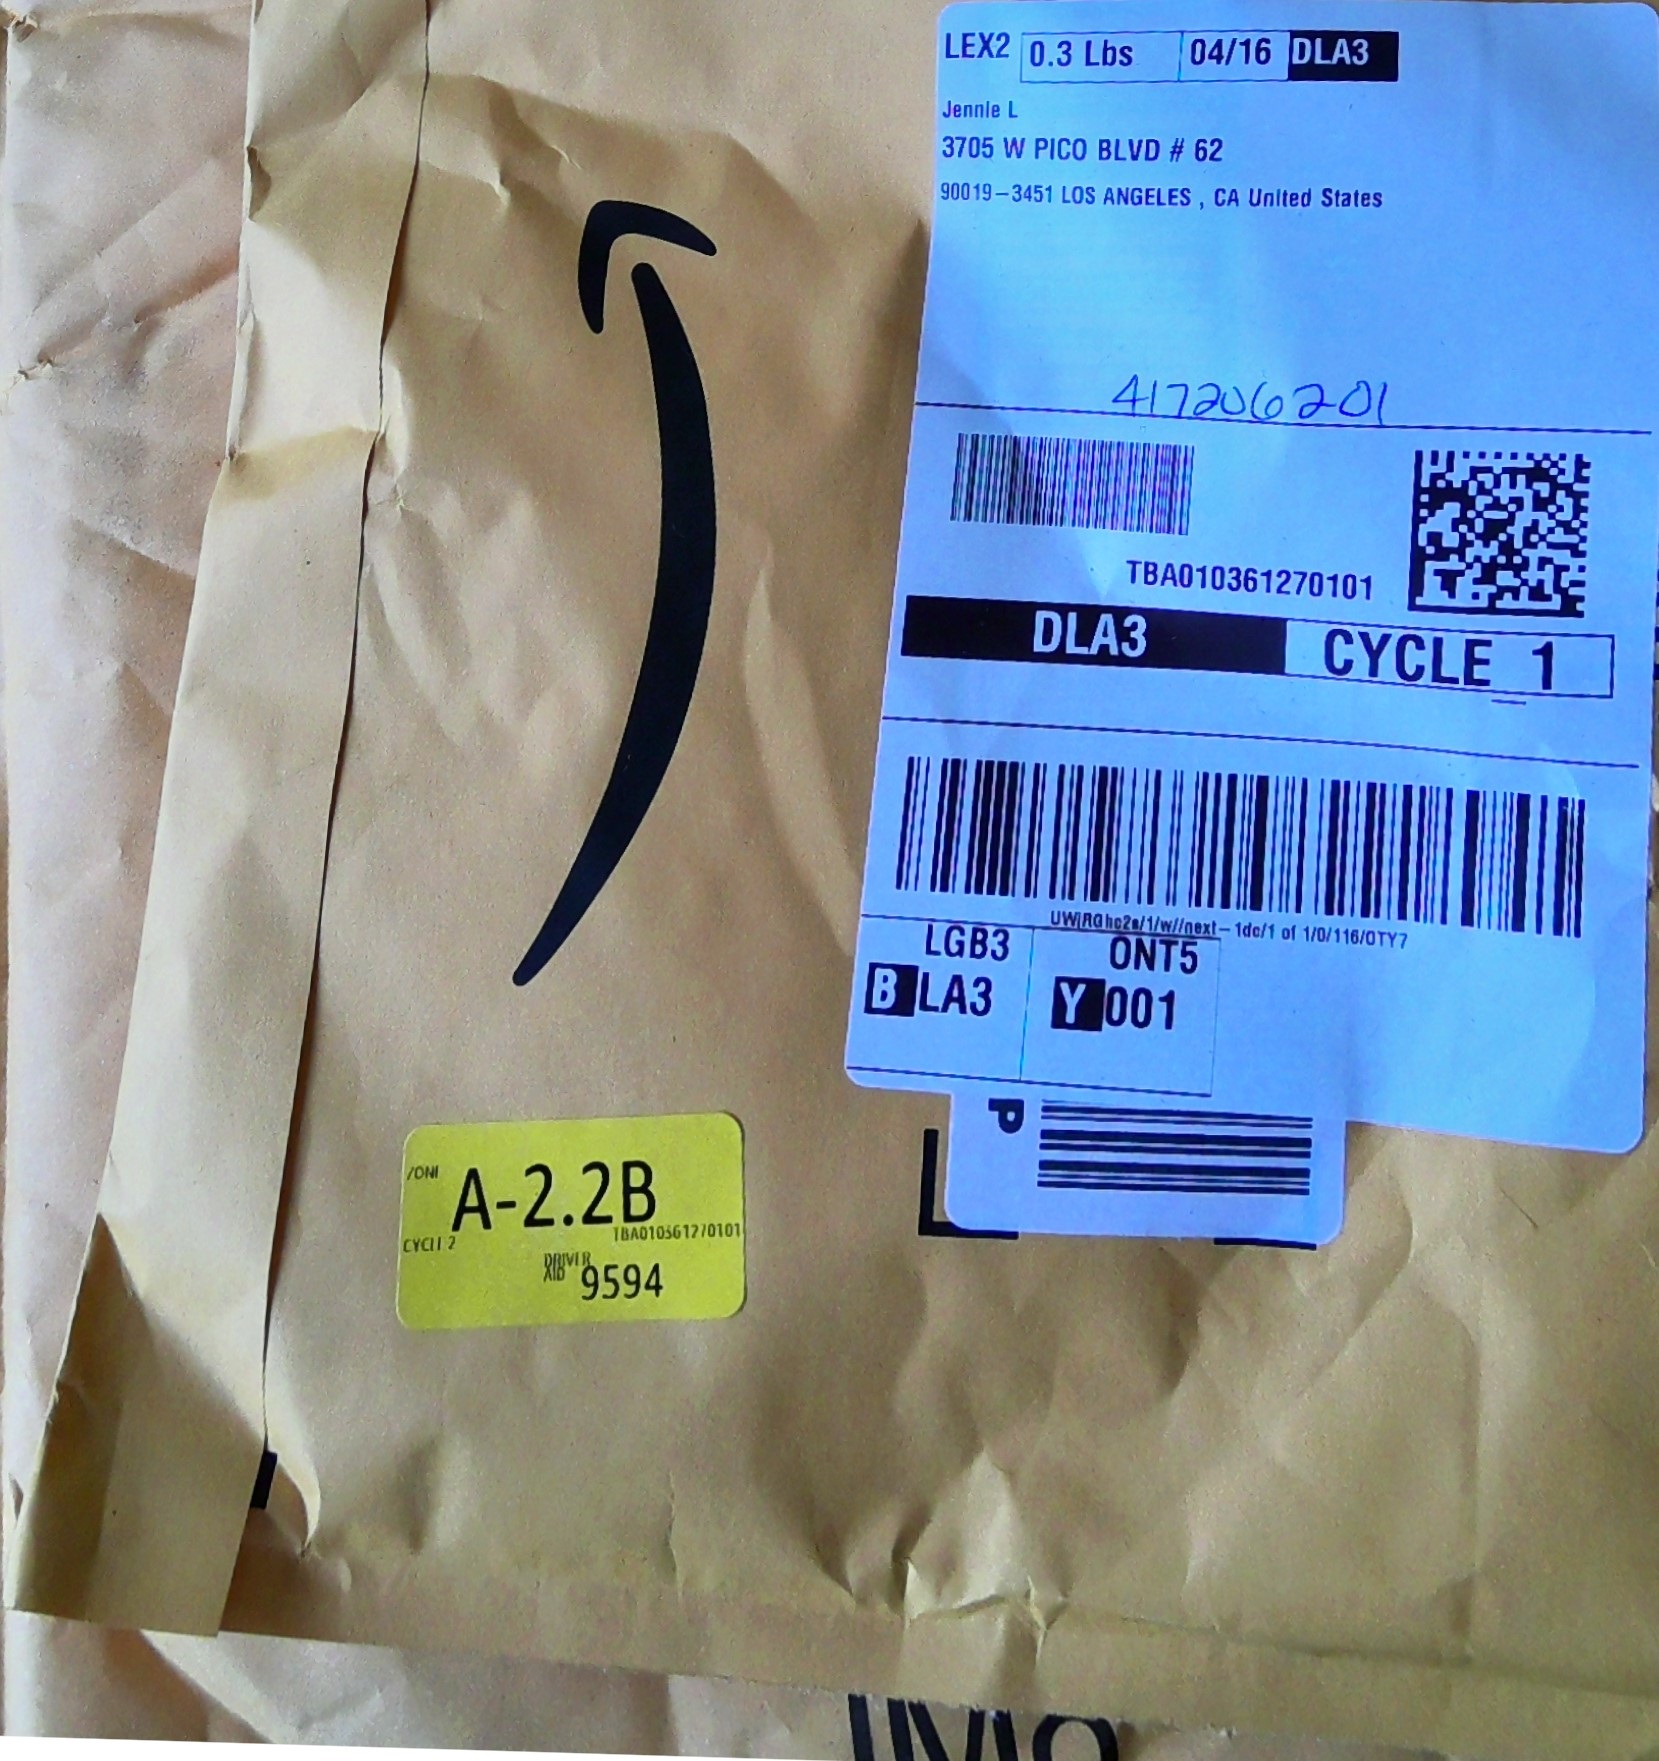 LEX2 0.3 Lbs 04/16 DLA3
Jennie L
3705 W PICO BLVD # 62
90019-3451 LOS ANGELES , CA United States
417206201
TBA010361270101
DLA3 CYCLE 1
LGB3 ONT5
B LA3 Y 001
P
A-2.2B
TBA010361270101
CYCLE 2
DRIVER
AID 9594